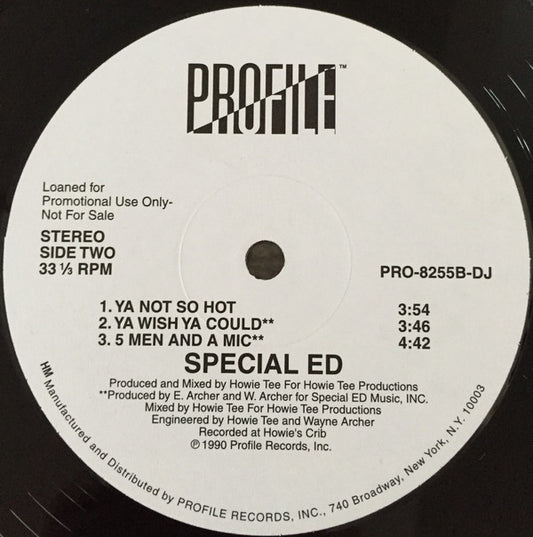 PROFILE™
Loaned for
Promotional Use Only-
Not For Sale
STEREO
SIDE TWO
33 ⅓ RPM
PRO-8255B-DJ
1. YA NOT SO HOT 3:54
2. YA WISH YA COULD** 3:46
3. 5 MEN AND A MIC** 4:42
SPECIAL ED
Produced and Mixed by Howie Tee For Howie Tee Productions
**Produced by E. Archer and W. Archer for Special ED Music, INC.
Mixed by Howie Tee For Howie Tee Productions
Engineered by Howie Tee and Wayne Archer
Recorded at Howie's Crib
℗ 1990 Profile Records, Inc.
HM Manufactured and Distributed by PROFILE RECORDS, INC., 740 Broadway, New York, N.Y. 10003